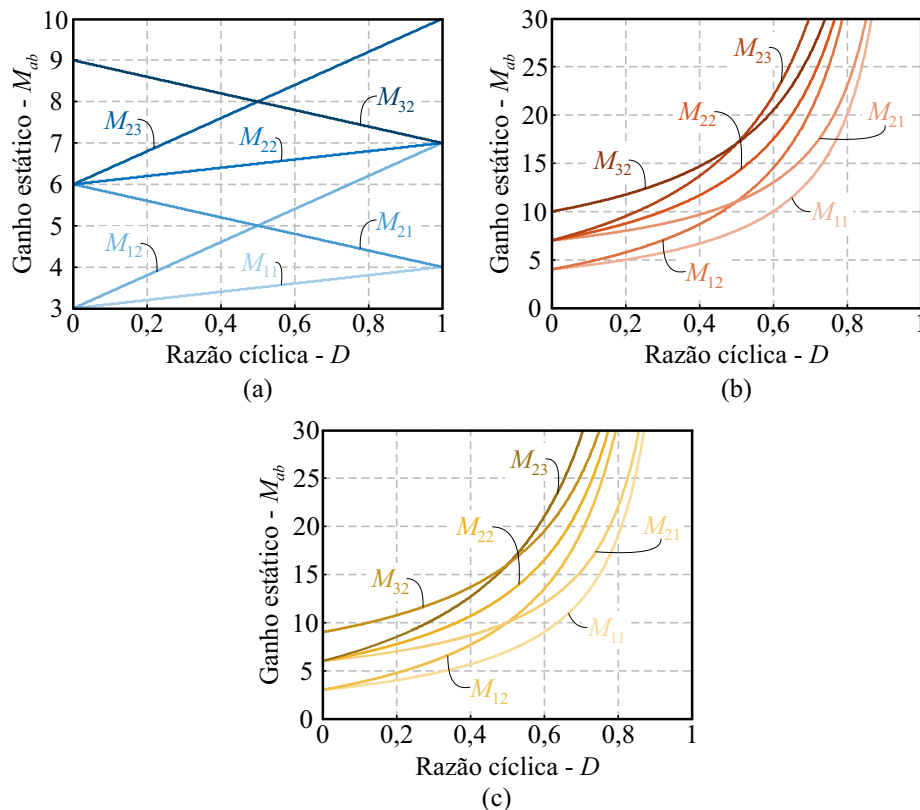 Ganho estático - M_ab
10
9
8
7
6
5
4
3
M_23
M_22
M_32
M_12
M_11
M_21
0 0,2 0,4 0,6 0,8 1
Razão cíclica - D
(a)
Ganho estático - M_ab
30
25
20
15
10
5
0
M_23
M_22
M_21
M_32
M_11
M_12
0 0,2 0,4 0,6 0,8 1
Razão cíclica - D
(b)
Ganho estático - M_ab
30
25
20
15
10
5
0
M_23
M_22
M_21
M_32
M_11
M_12
0 0,2 0,4 0,6 0,8 1
Razão cíclica - D
(c)